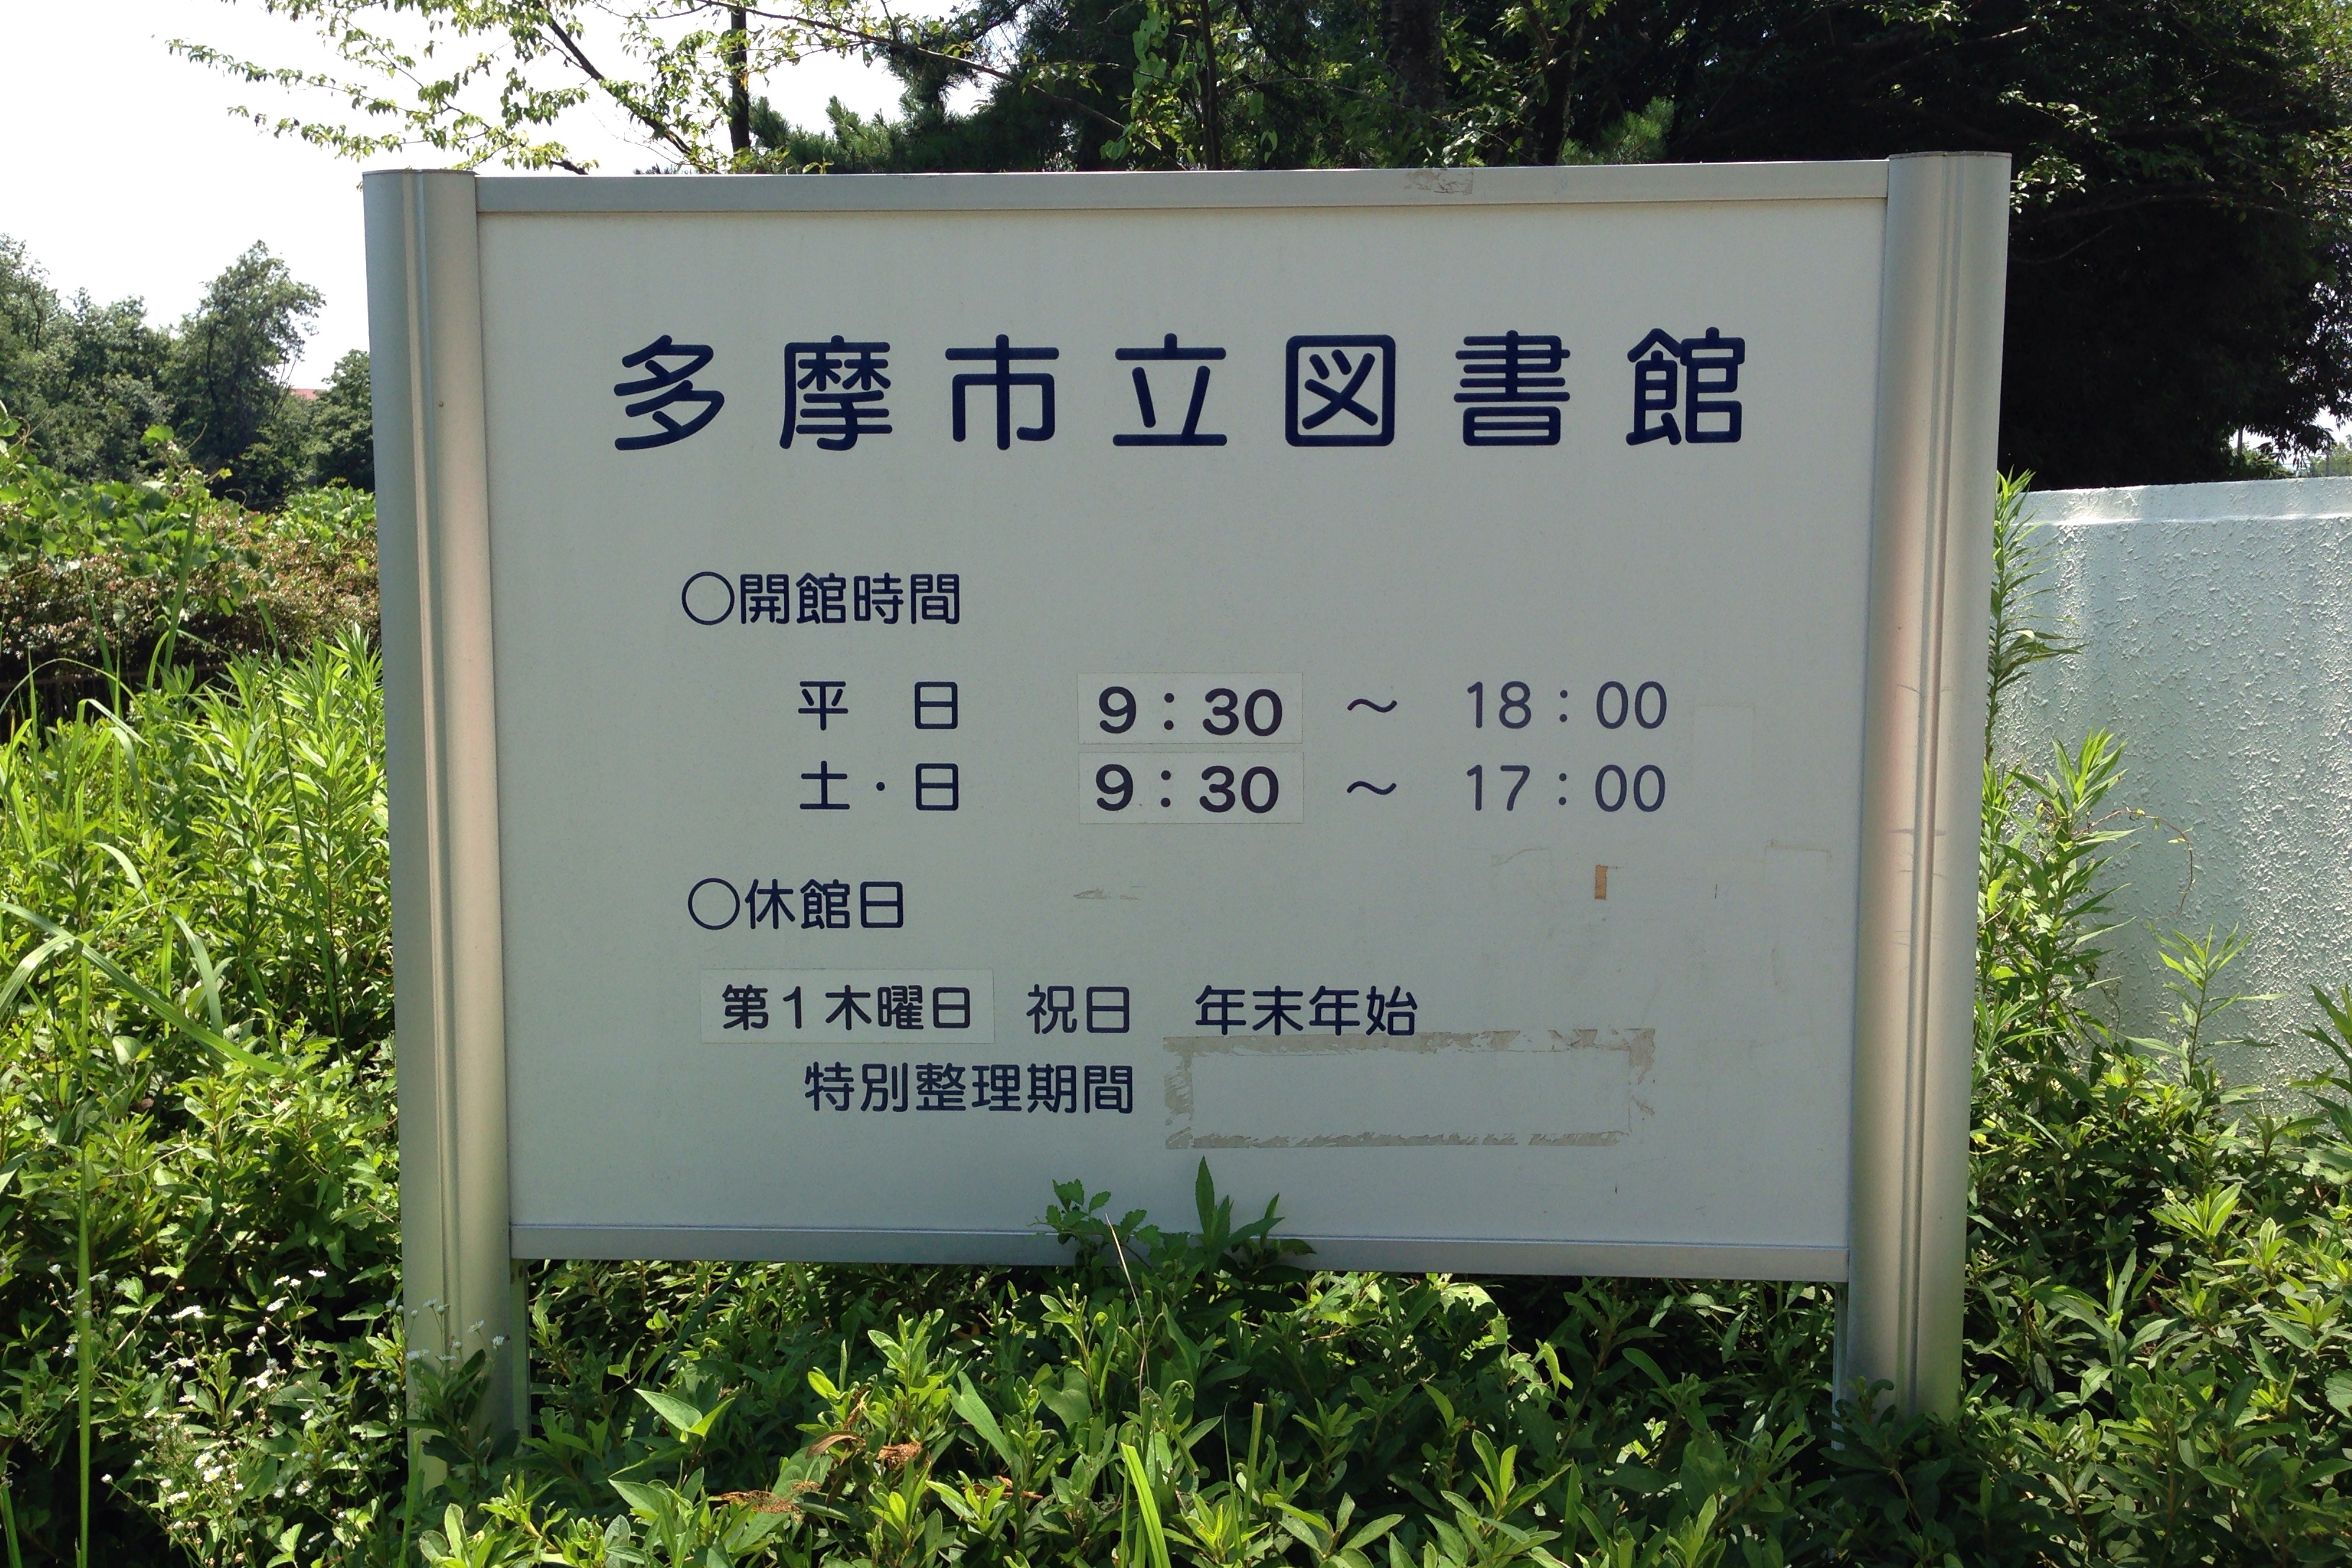 多摩市立図書館
○開館時間
平　日　9：30　～　18：00
土・日　9：30　～　17：00
○休館日
第１木曜日　祝日　年末年始
特別整理期間